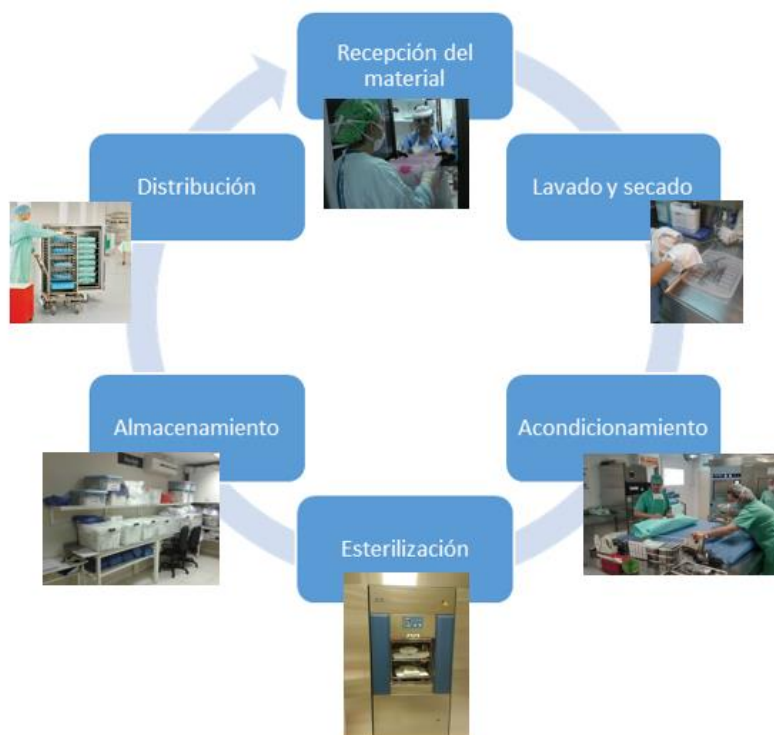 Recepción del
material
Lavado y secado
Acondicionamiento
Esterilización
Almacenamiento
Distribución